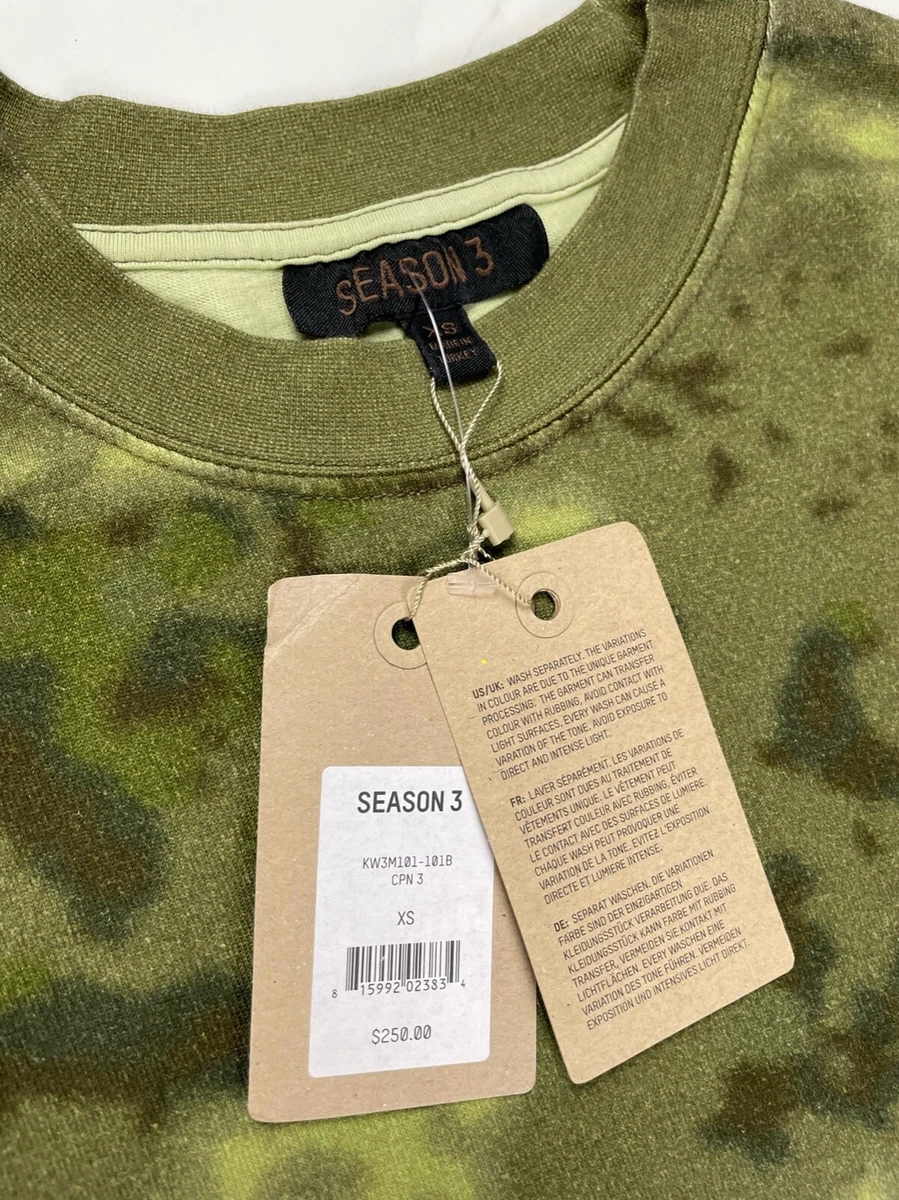 SEASON 3
XS
MADE IN
TURKEY
SEASON 3
KW3M101-101B
CPN 3
XS
8 15992 02383 4
$250.00
US/UK: WASH SEPARATELY. THE VARIATIONS
IN COLOUR ARE DUE TO THE UNIQUE GARMENT
PROCESSING. THE GARMENT CAN TRANSFER
COLOUR WITH RUBBING, AVOID CONTACT WITH
LIGHT SURFACES. EVERY WASH CAN CAUSE A
VARATION OF THE TONE. AVOID EXPOSURE TO
DIRECT AND INTENSE LIGHT.
FR: LAVER SÉPARÉMENT. LES VARIATIONS DE
COULEUR SONT DUES AU TRAITEMENT DE
VÊTEMENTS UNIQUE. LE VÊTEMENT PEUT
TRANSFERT COULEUR AVEC RUBBING, ÉVITER
LE CONTACT AVEC DES SURFACES DE LUMIERE.
CHAQUE WASH PEUT PROVOQUER UNE
VARIATION DE LA TONE. EVITEZ L'EXPOSITION
DIRECTE ET LUMIERE INTENSE.
DE: SEPARAT WASCHEN. DIE VARIATIONEN
FARBE SIND DER EINZIGARTIGEN
KLEIDUNGSSTÜCK VERARBEITUNG DUE. DAS
KLEIDUNGSSTÜCK KANN FARBE MIT RUBBING
TRANSFER, VERMEIDEN SIE KONTAKT MIT
LICHTFLÄCHEN. EVERY WASCHEN EINE
VARIATION DES TONE FÜHREN. VERMEIDEN
EXPOSITION UND INTENSIVES LICHT DIREKT.